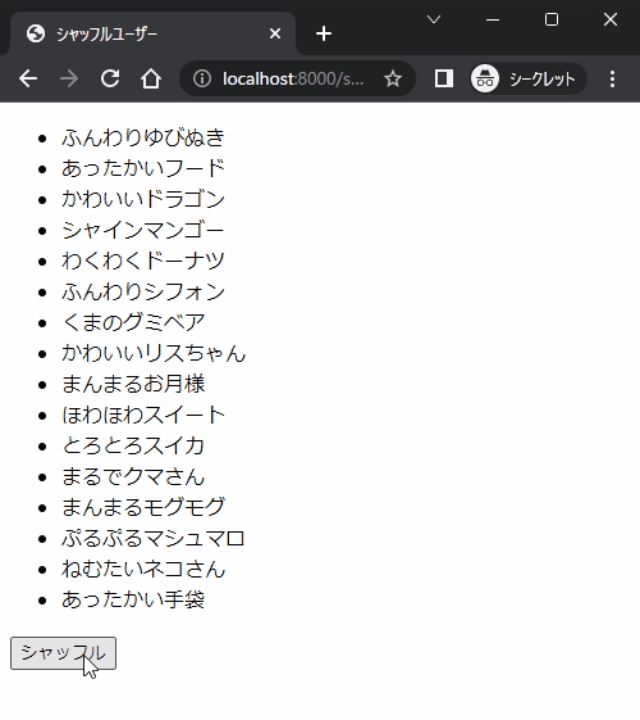 シャッフルユーザー
localhost:8000/s...
シークレット
ふんわりゆびぬき
あったかいフード
かわいいドラゴン
シャインマンゴー
わくわくドーナツ
ふんわりシフォン
くまのグミベア
かわいいリスちゃん
まんまるお月様
ほわほわスイート
とろとろスイカ
まるでクマさん
まんまるモグモグ
ぷるぷるマシュマロ
ねむたいネコさん
あったかい手袋
シャッフル